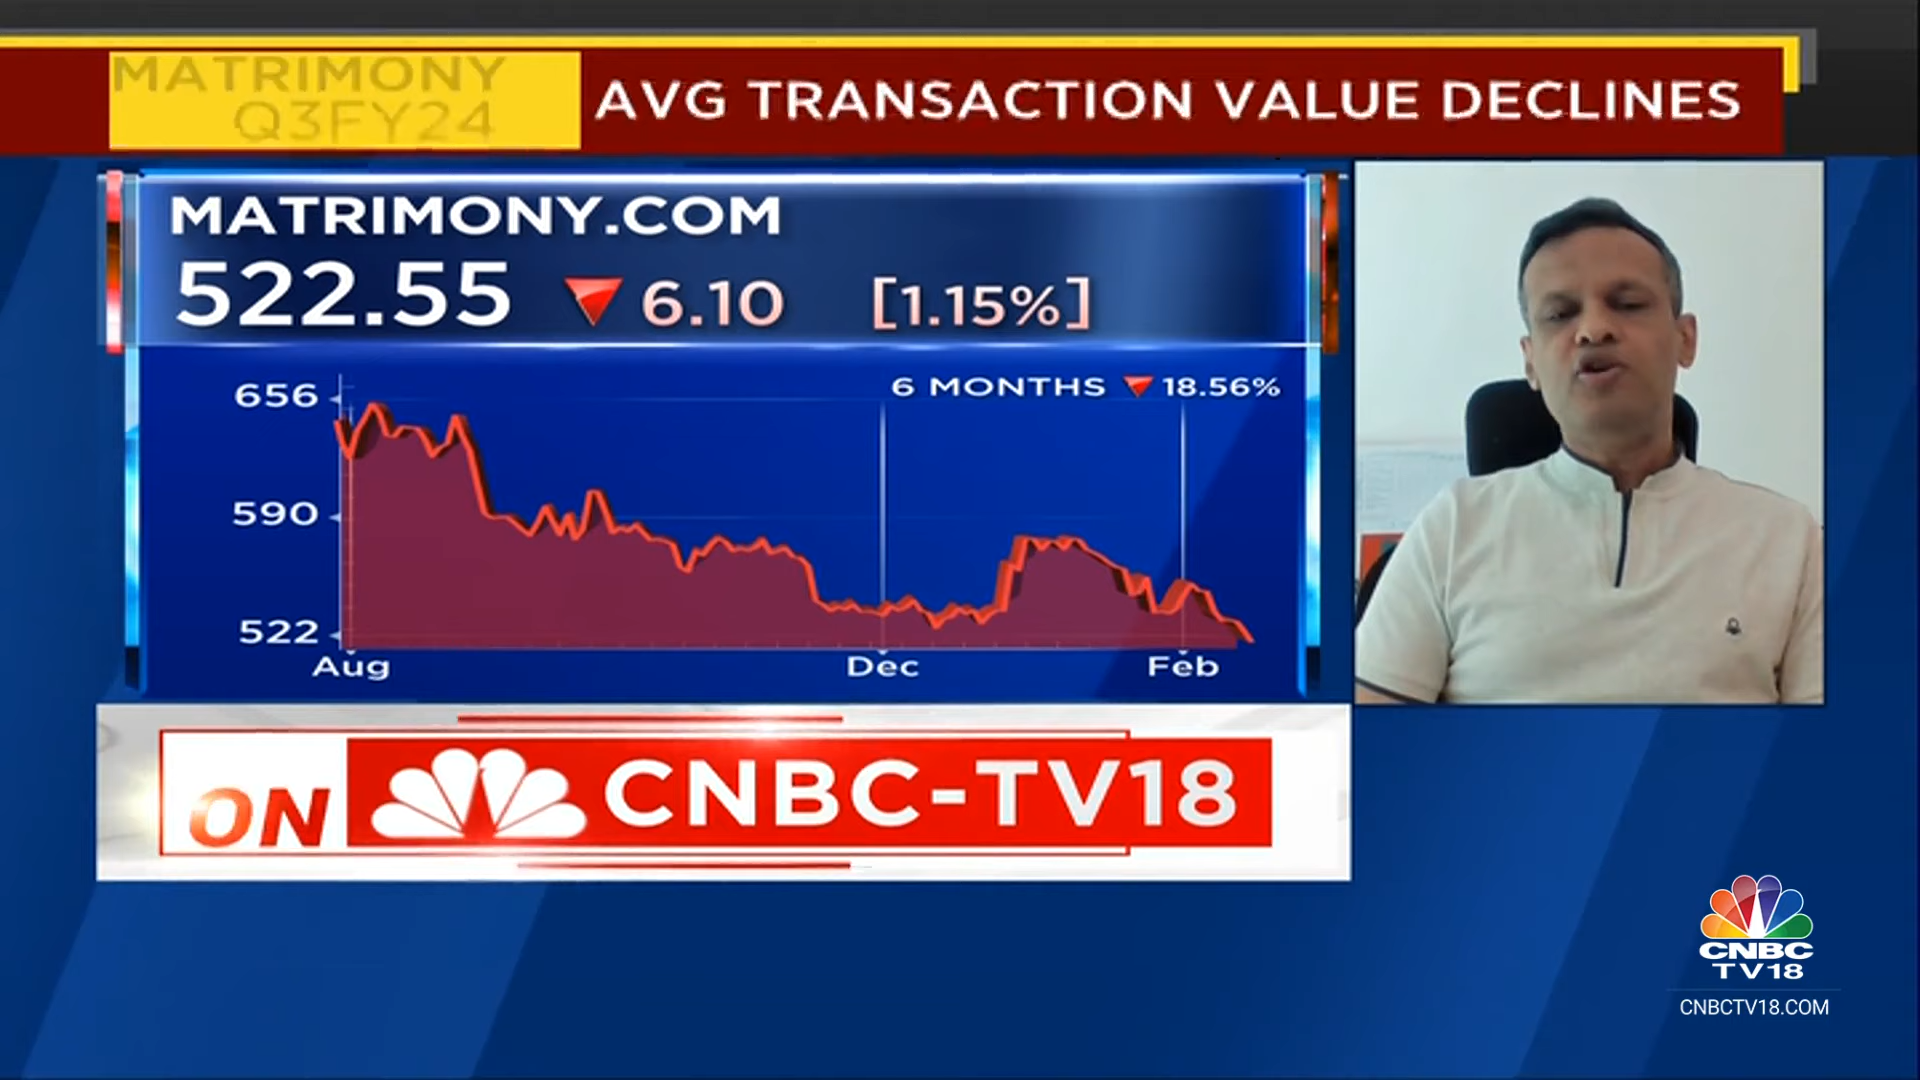 MATRIMONY
Q3FY24
AVG TRANSACTION VALUE DECLINES
MATRIMONY.COM
522.55 ▼ 6.10 [1.15%]
6 MONTHS ▼ 18.56%
656
590
522
Aug Dec Feb
ON CNBC-TV18
CNBC
TV18
CNBCTV18.COM